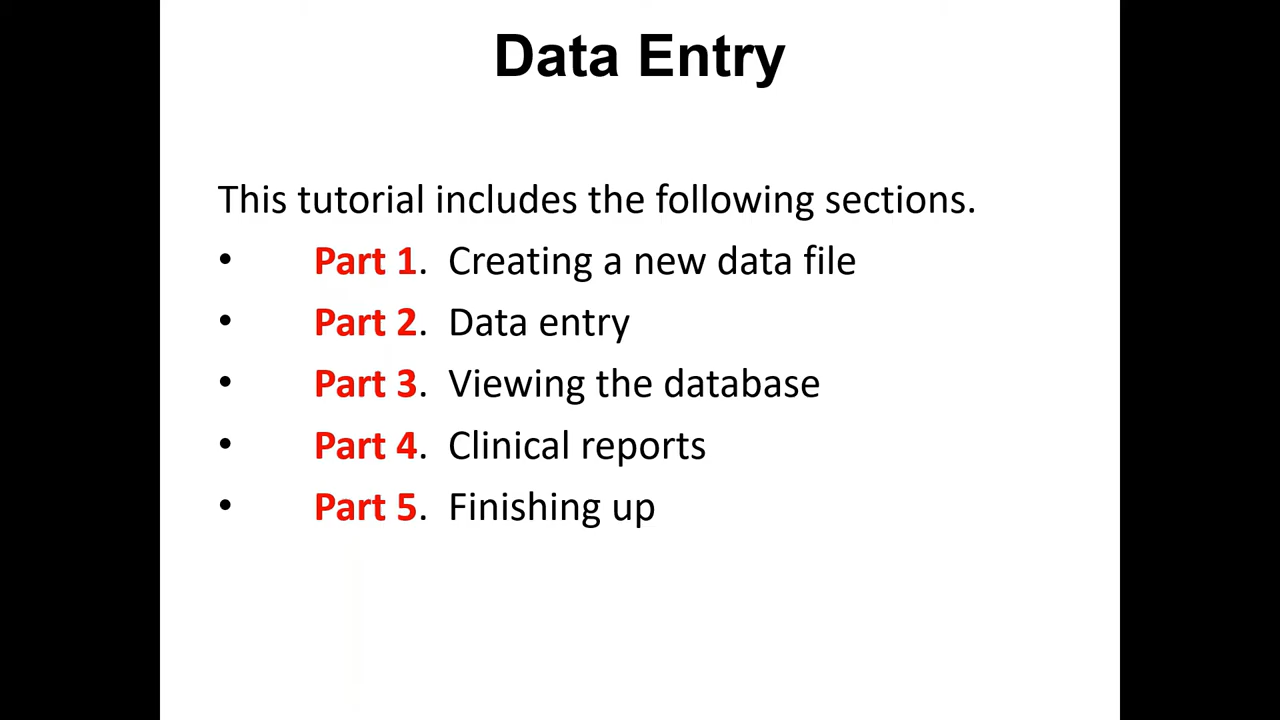 Data Entry
This tutorial includes the following sections.
• Part 1. Creating a new data file
• Part 2. Data entry
• Part 3. Viewing the database
• Part 4. Clinical reports
• Part 5. Finishing up